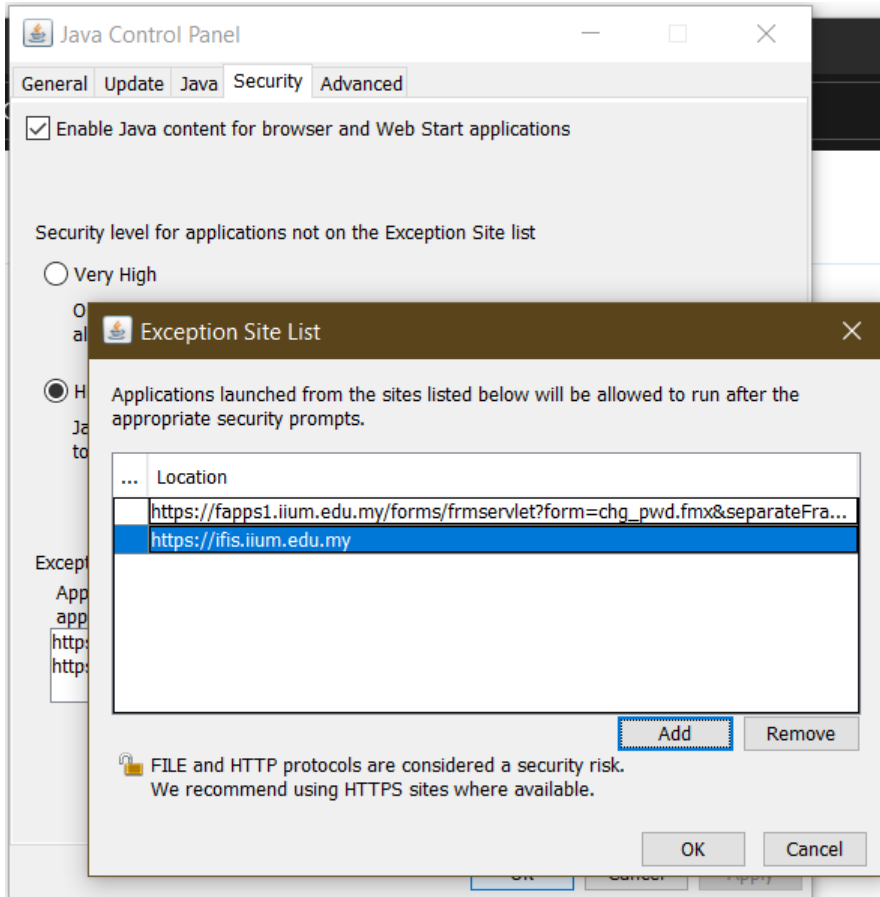 Java Control Panel
General Update Java Security Advanced
Enable Java content for browser and Web Start applications
Security level for applications not on the Exception Site list
Very High
Exception Site List
Applications launched from the sites listed below will be allowed to run after the
appropriate security prompts.
... Location
https://fapps1.iium.edu.my/forms/frmservlet?form=chg_pwd.fmx&separateFra...
https://ifis.iium.edu.my
Add Remove
FILE and HTTP protocols are considered a security risk.
We recommend using HTTPS sites where available.
OK Cancel